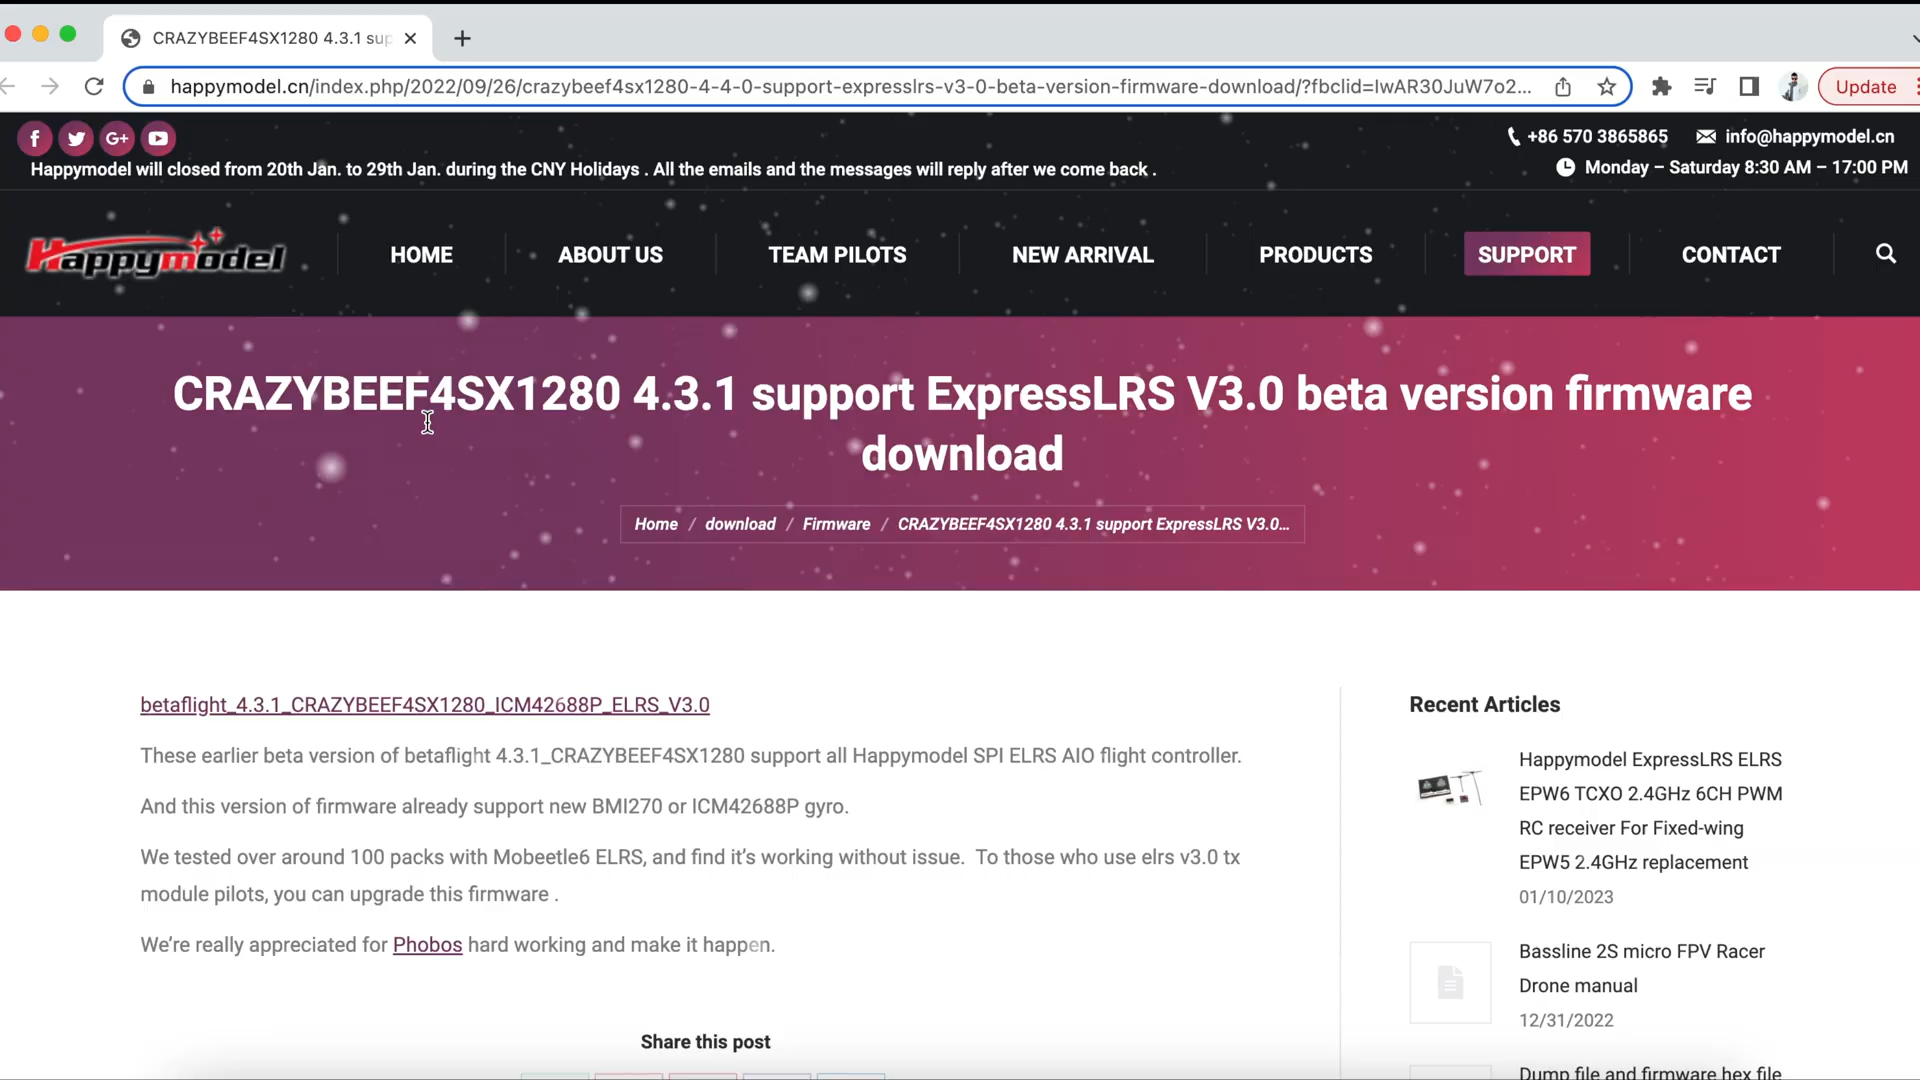 CRAZYBEEF4SX1280 4.3.1 sup
happymodel.cn/index.php/2022/09/26/crazybeef4sx1280-4-4-0-support-expresslrs-v3-0-beta-version-firmware-download/?fbclid=IwAR30JuW7o2...
Update
G+
+86 570 3865865
info@happymodel.cn
Happymodel will closed from 20th Jan. to 29th Jan. during the CNY Holidays . All the emails and the messages will reply after we come back .
Monday – Saturday 8:30 AM – 17:00 PM
Happymodel
HOME
ABOUT US
TEAM PILOTS
NEW ARRIVAL
PRODUCTS
SUPPORT
CONTACT
CRAZYBEEF4SX1280 4.3.1 support ExpressLRS V3.0 beta version firmware
download
Home / download / Firmware / CRAZYBEEF4SX1280 4.3.1 support ExpressLRS V3.0...
betaflight_4.3.1_CRAZYBEEF4SX1280_ICM42688P_ELRS_V3.0
These earlier beta version of betaflight 4.3.1_CRAZYBEEF4SX1280 support all Happymodel SPI ELRS AIO flight controller.
And this version of firmware already support new BMI270 or ICM42688P gyro.
We tested over around 100 packs with Mobeetle6 ELRS, and find it's working without issue. To those who use elrs v3.0 tx
module pilots, you can upgrade this firmware .
We're really appreciated for Phobos hard working and make it happen.
Share this post
Recent Articles
Happymodel ExpressLRS ELRS
EPW6 TCXO 2.4GHz 6CH PWM
RC receiver For Fixed-wing
EPW5 2.4GHz replacement
01/10/2023
Bassline 2S micro FPV Racer
Drone manual
12/31/2022
Dump file and firmware hex file